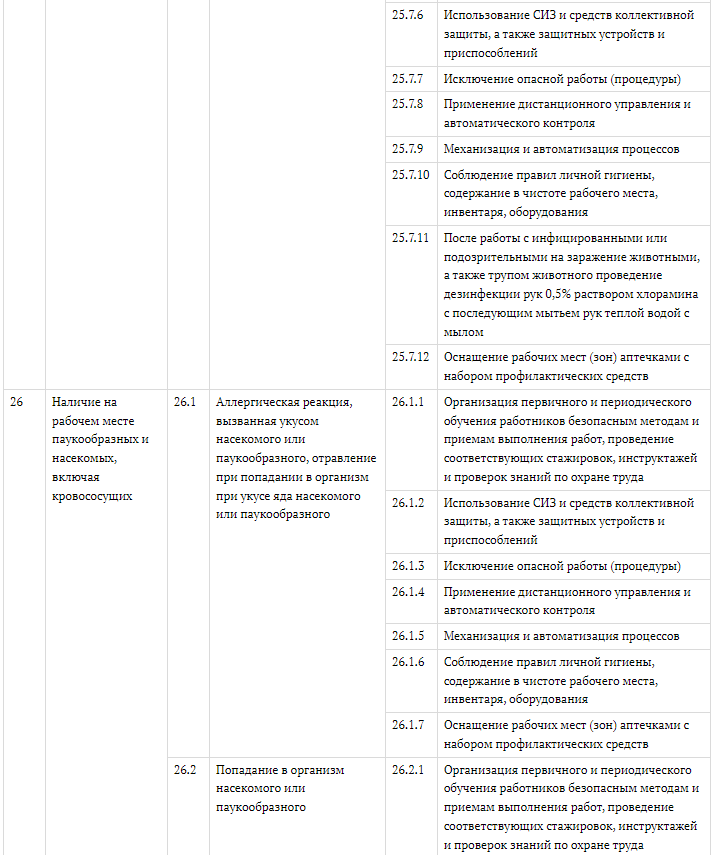 25.7.6 Использование СИЗ и средств коллективной
защиты, а также защитных устройств и
приспособлений
25.7.7 Исключение опасной работы (процедуры)
25.7.8 Применение дистанционного управления и
автоматического контроля
25.7.9 Механизация и автоматизация процессов
25.7.10 Соблюдение правил личной гигиены,
содержание в чистоте рабочего места,
инвентаря, оборудования
25.7.11 После работы с инфицированными или
подозрительными на заражение животными,
а также трупом животного проведение
дезинфекции рук 0,5% раствором хлорамина
с последующим мытьем рук теплой водой с
мылом
25.7.12 Оснащение рабочих мест (зон) аптечками с
набором профилактических средств
26 Наличие на
рабочем месте
паукообразных и
насекомых,
включая
кровососущих
26.1 Аллергическая реакция,
вызванная укусом
насекомого или
паукообразного, отравление
при попадании в организм
при укусе яда насекомого
или паукообразного
26.1.1 Организация первичного и периодического
обучения работников безопасным методам и
приемам выполнения работ, проведение
соответствующих стажировок, инструктажей
и проверок знаний по охране труда
26.1.2 Использование СИЗ и средств коллективной
защиты, а также защитных устройств и
приспособлений
26.1.3 Исключение опасной работы (процедуры)
26.1.4 Применение дистанционного управления и
автоматического контроля
26.1.5 Механизация и автоматизация процессов
26.1.6 Соблюдение правил личной гигиены,
содержание в чистоте рабочего места,
инвентаря, оборудования
26.1.7 Оснащение рабочих мест (зон) аптечками с
набором профилактических средств
26.2 Попадание в организм
насекомого или
паукообразного
26.2.1 Организация первичного и периодического
обучения работников безопасным методам и
приемам выполнения работ, проведение
соответствующих стажировок, инструктажей
и проверок знаний по охране труда